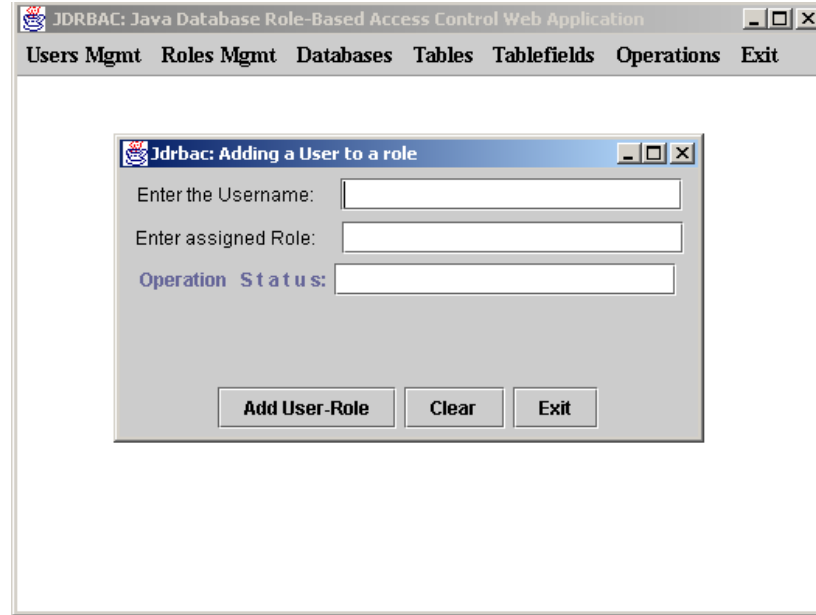 JDRBAC: Java Database Role-Based Access Control Web Application
Users Mgmt Roles Mgmt Databases Tables Tablefields Operations Exit
Jdrbac: Adding a User to a role
Enter the Username:
Enter assigned Role:
Operation S t a t u s:
Add User-Role Clear Exit